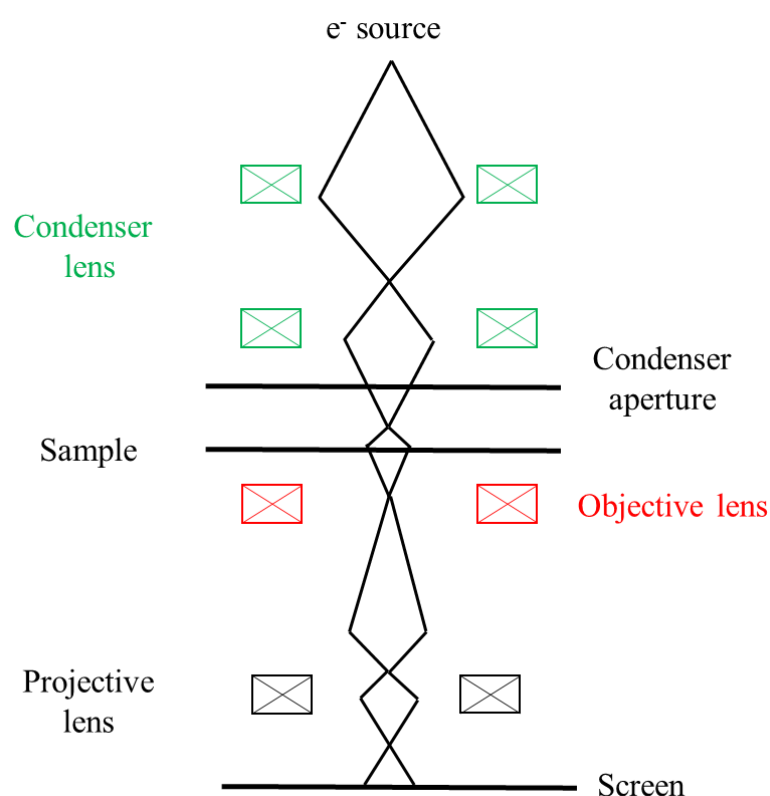 e- source
Condenser
lens
Condenser
aperture
Sample
Objective lens
Projective
lens
Screen